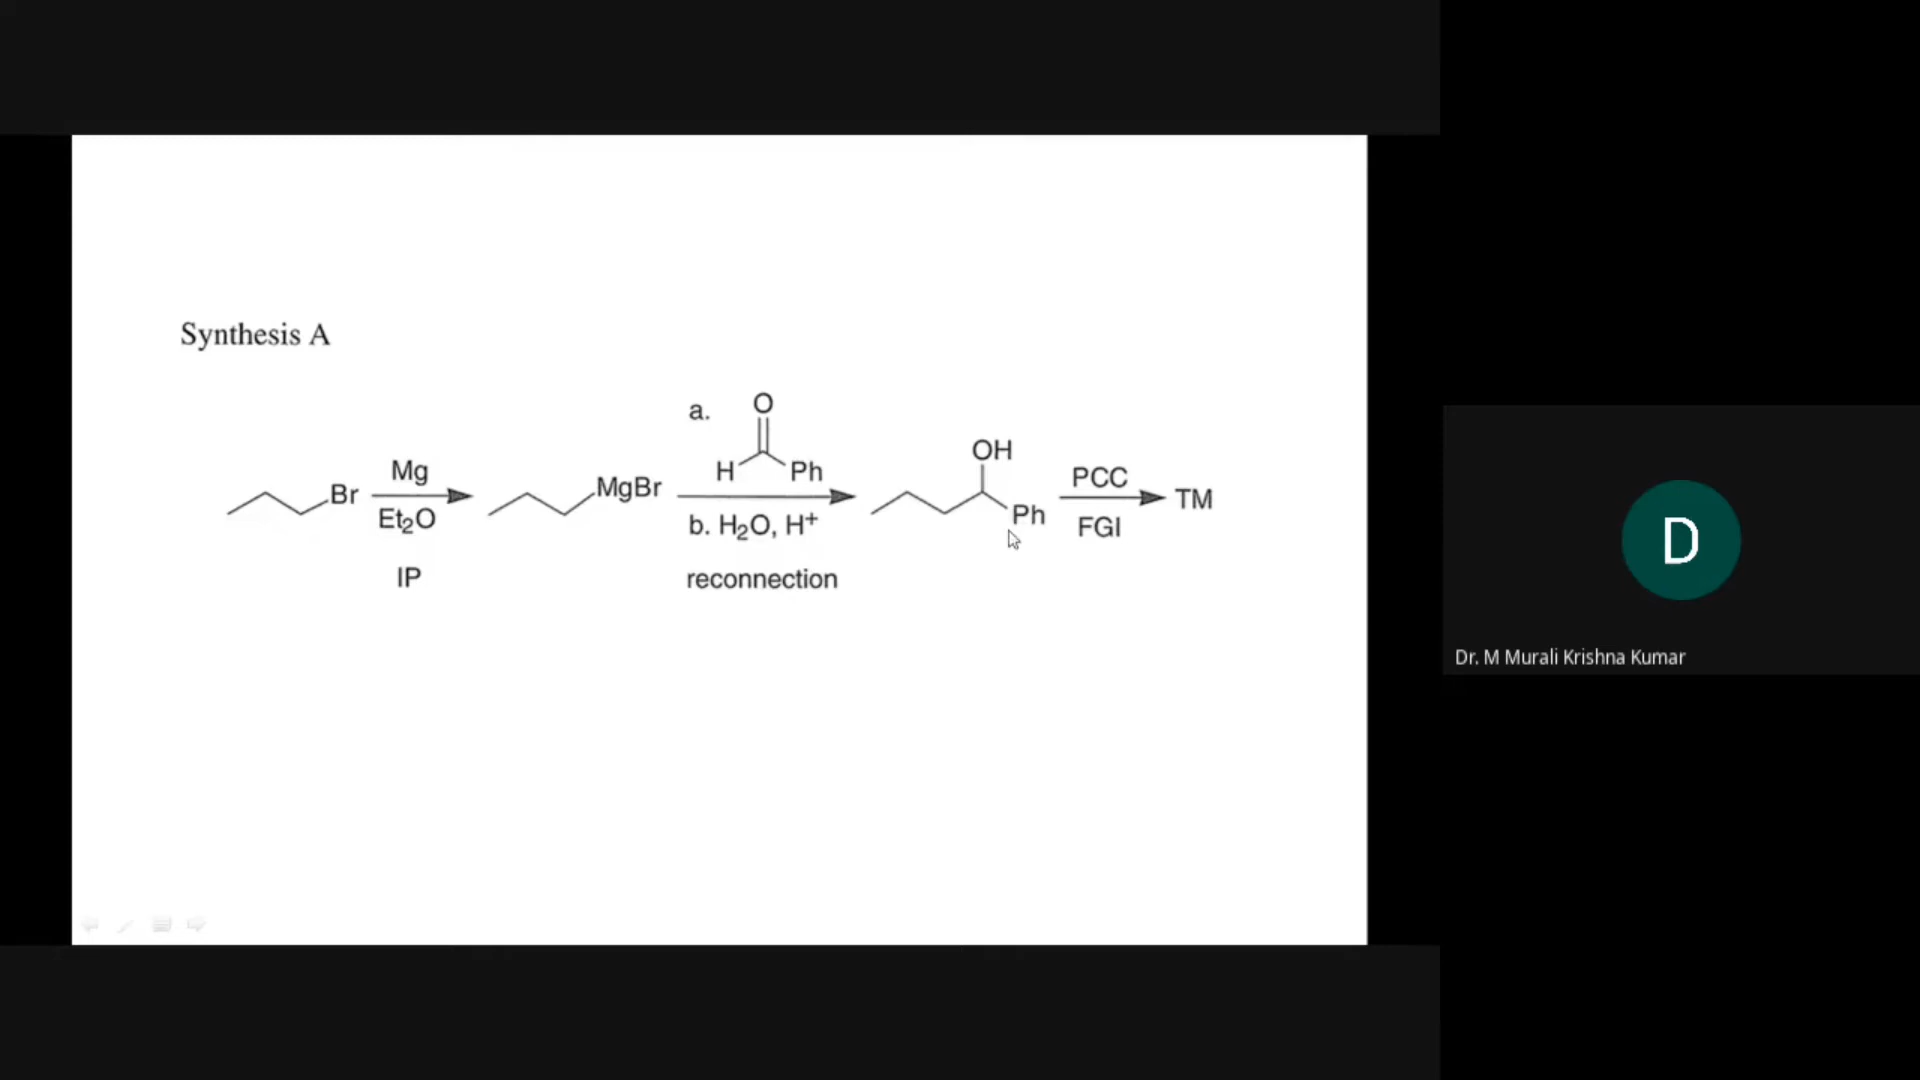 Synthesis A
Br
Mg
Et₂O
IP
MgBr
a.
O
H
Ph
b. H₂O, H⁺
reconnection
OH
Ph
PCC
FGI
TM
D
Dr. M Murali Krishna Kumar